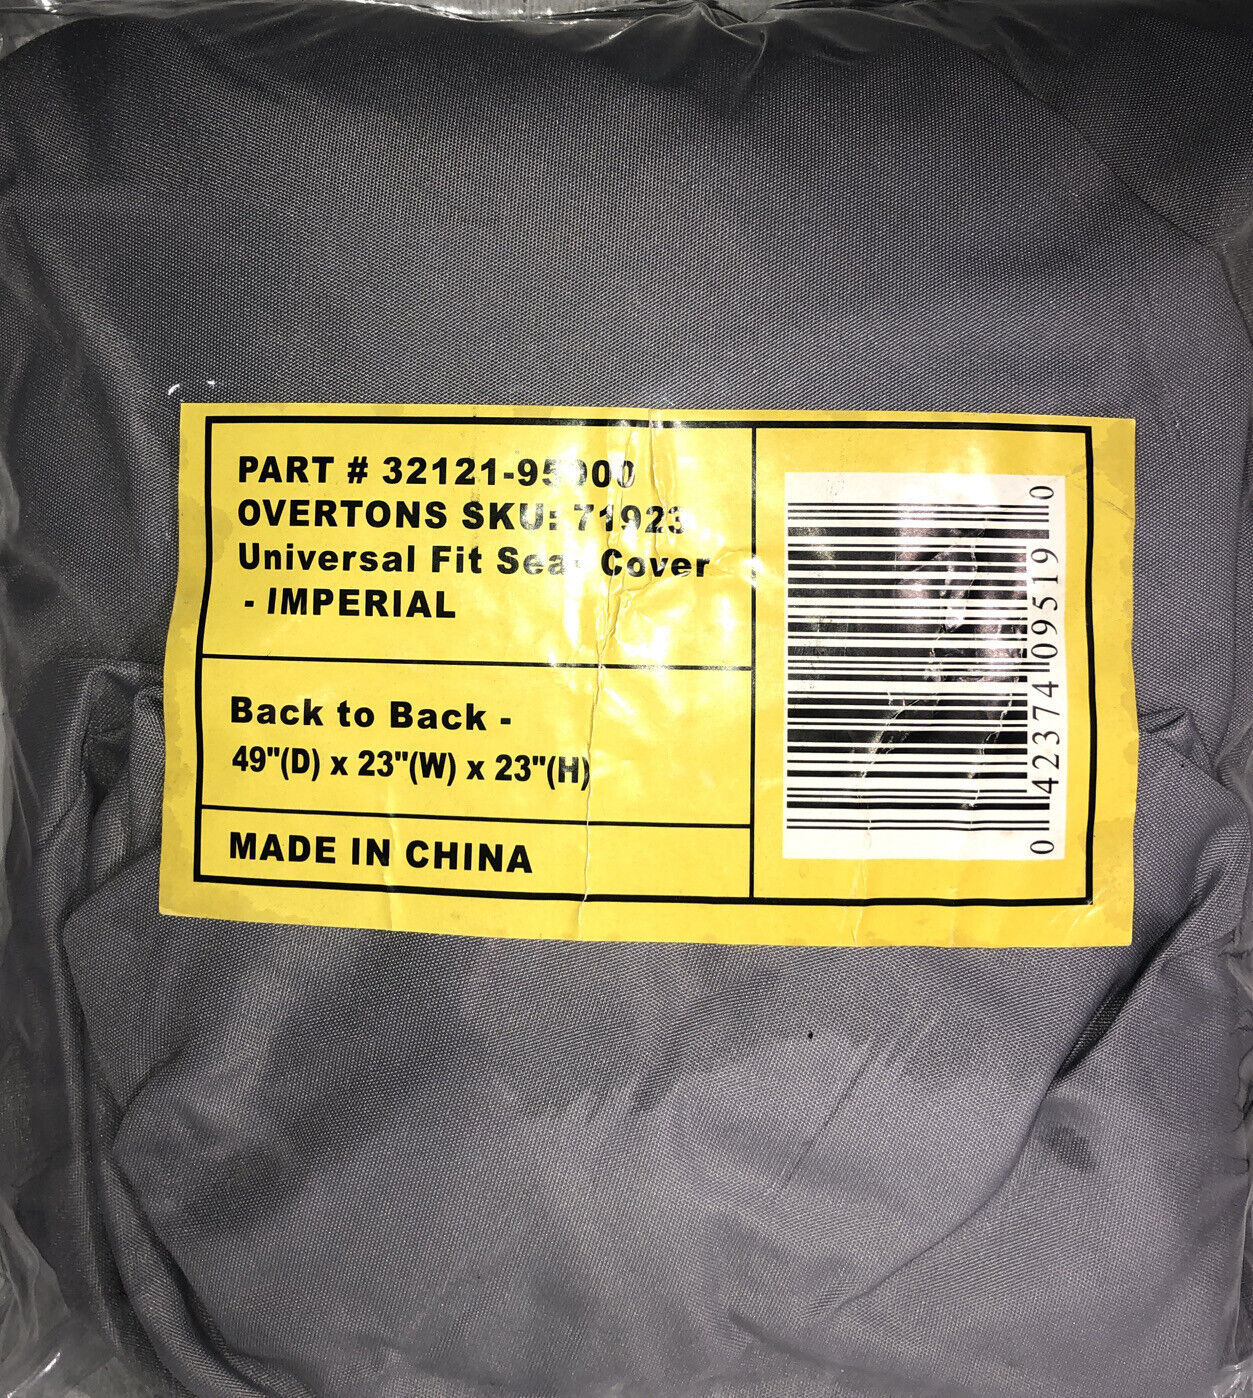 PART # 32121-95000
OVERTONS SKU: 71923
Universal Fit Seat Cover
- IMPERIAL
Back to Back -
49"(D) x 23"(W) x 23"(H)
MADE IN CHINA
0 42374 09519 0